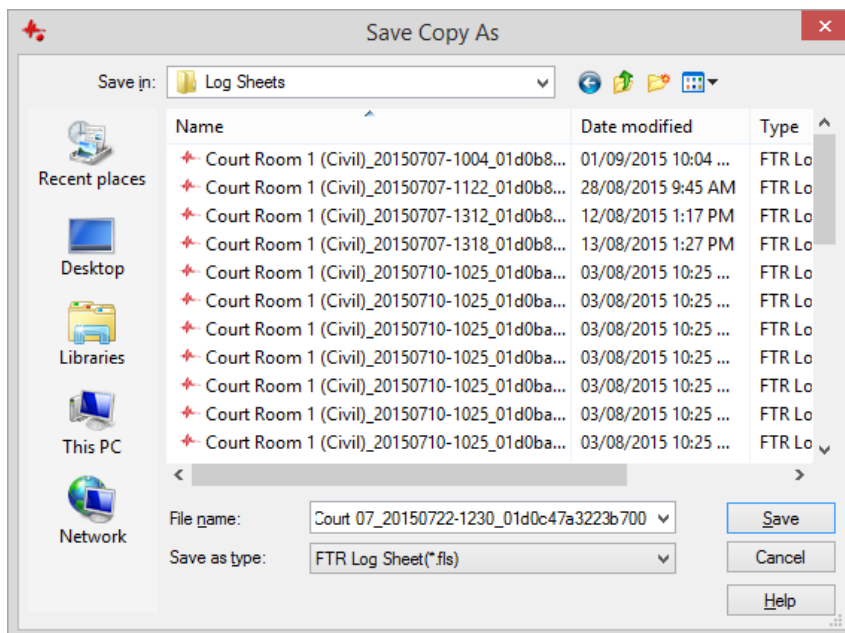 Save Copy As
Save in: Log Sheets
Name Date modified Type
Recent places
Desktop
Libraries
This PC
Network
Court Room 1 (Civil)_20150707-1004_01d0b8... 01/09/2015 10:04 ... FTR Lo
Court Room 1 (Civil)_20150707-1122_01d0b8... 28/08/2015 9:45 AM FTR Lo
Court Room 1 (Civil)_20150707-1312_01d0b8... 12/08/2015 1:17 PM FTR Lo
Court Room 1 (Civil)_20150707-1318_01d0b8... 13/08/2015 1:27 PM FTR Lo
Court Room 1 (Civil)_20150710-1025_01d0ba... 03/08/2015 10:25 ... FTR Lo
Court Room 1 (Civil)_20150710-1025_01d0ba... 03/08/2015 10:25 ... FTR Lo
Court Room 1 (Civil)_20150710-1025_01d0ba... 03/08/2015 10:25 ... FTR Lo
Court Room 1 (Civil)_20150710-1025_01d0ba... 03/08/2015 10:25 ... FTR Lo
Court Room 1 (Civil)_20150710-1025_01d0ba... 03/08/2015 10:25 ... FTR Lo
Court Room 1 (Civil)_20150710-1025_01d0ba... 03/08/2015 10:25 ... FTR Lo
Court Room 1 (Civil)_20150710-1025_01d0ba... 03/08/2015 10:25 ... FTR Lo
File name: Court 07_20150722-1230_01d0c47a3223b700 Save
Save as type: FTR Log Sheet(*.fls) Cancel
Help